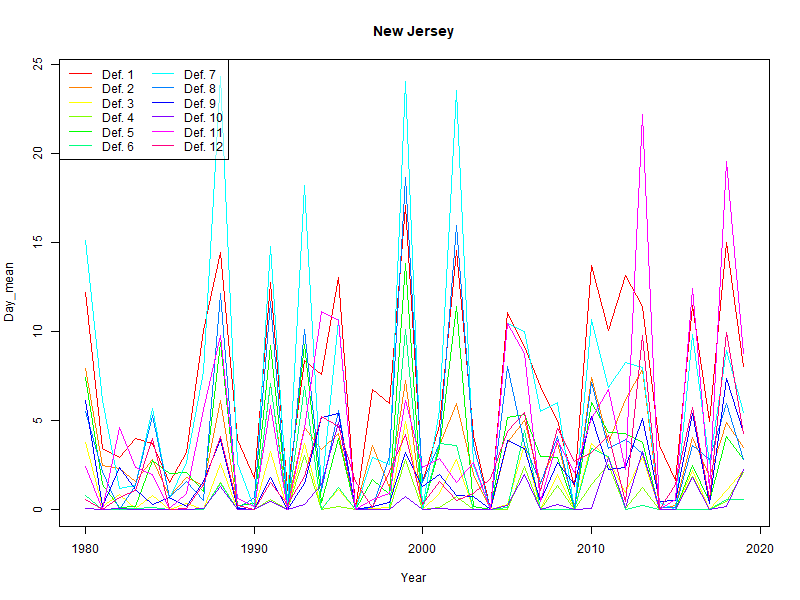 New Jersey
Def. 1 Def. 7
Def. 2 Def. 8
Def. 3 Def. 9
Def. 4 Def. 10
Def. 5 Def. 11
Def. 6 Def. 12
25
20
15
10
5
0
Day_mean
1980 1990 2000 2010 2020
Year